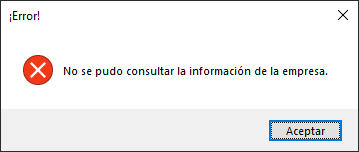 ¡Error!
No se pudo consultar la información de la empresa.
Aceptar